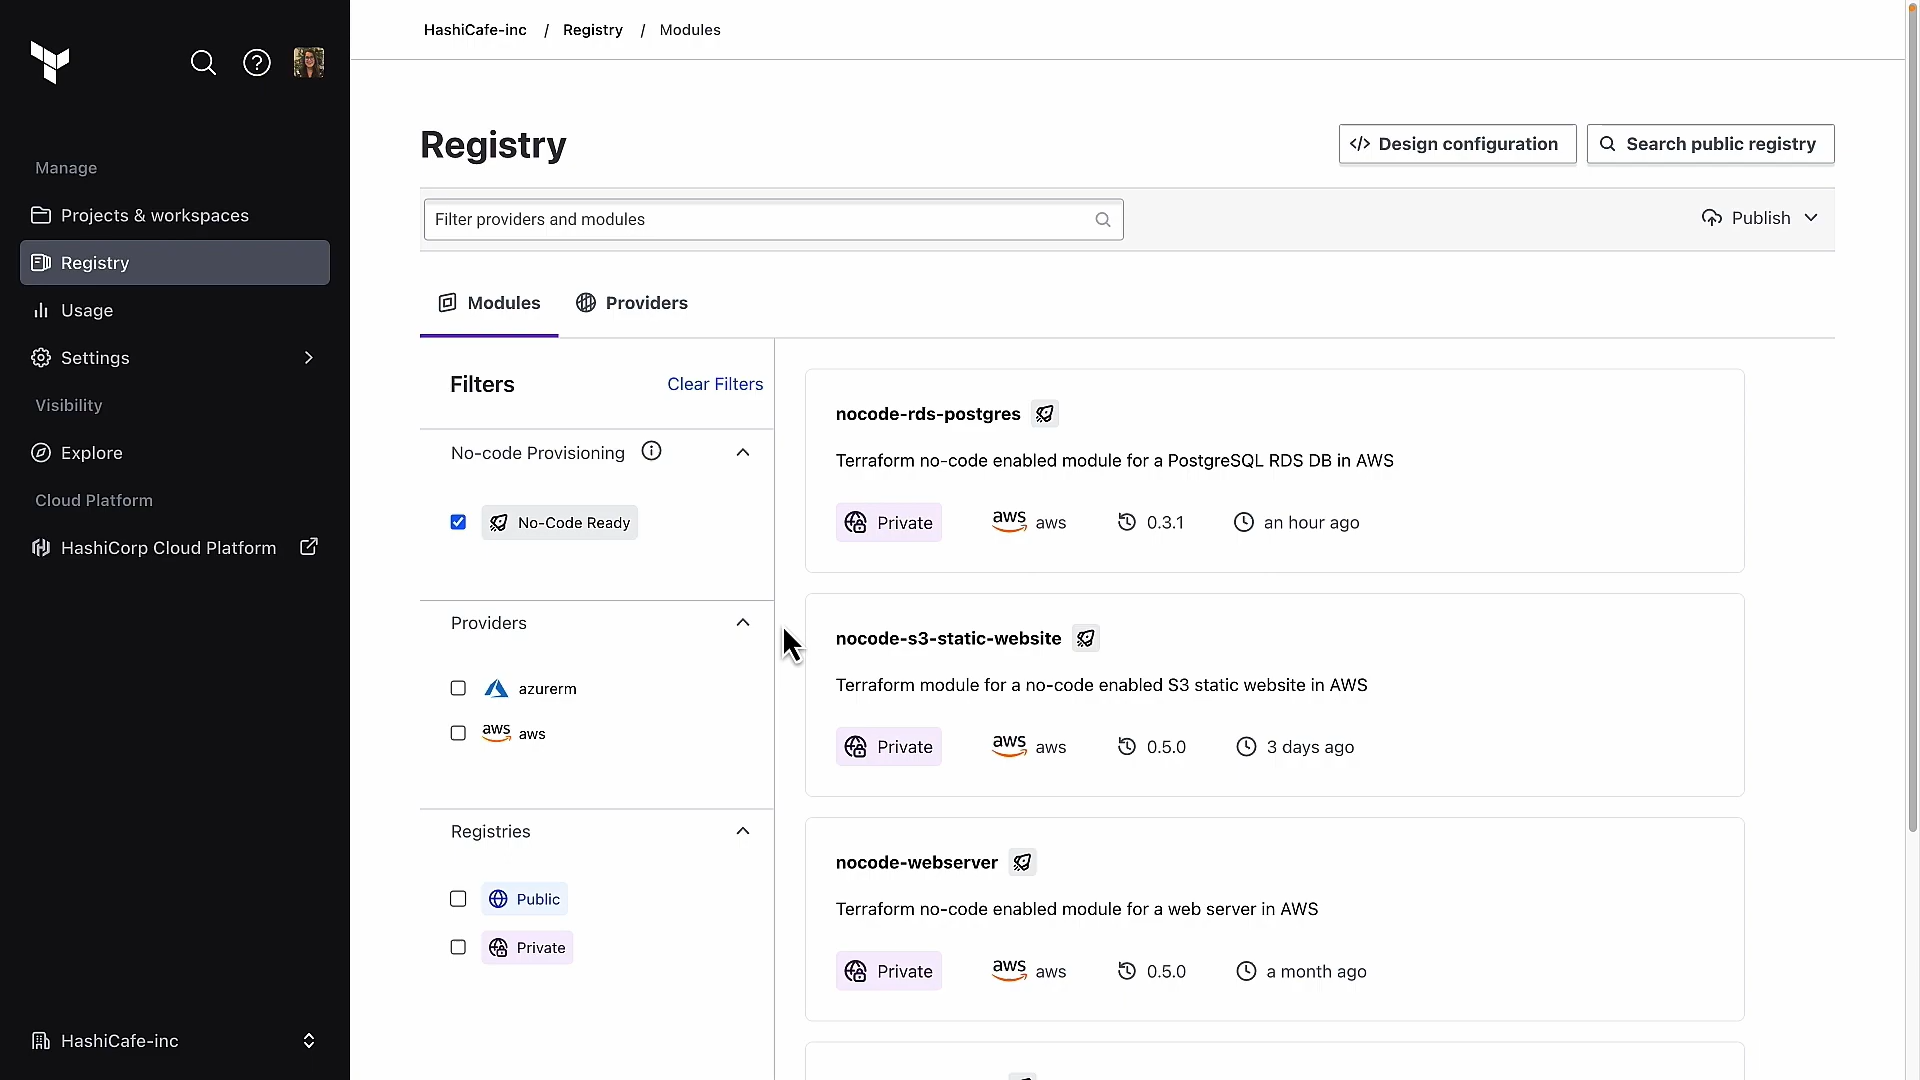 HashiCafe-inc / Registry / Modules
Manage
Projects & workspaces
Registry
Usage
Settings
Visibility
Explore
Cloud Platform
HashiCorp Cloud Platform
HashiCafe-inc
Registry
</> Design configuration
Search public registry
Filter providers and modules
Publish
Modules
Providers
Filters
Clear Filters
No-code Provisioning
No-Code Ready
Providers
azurerm
aws aws
Registries
Public
Private
nocode-rds-postgres
Terraform no-code enabled module for a PostgreSQL RDS DB in AWS
Private aws aws 0.3.1 an hour ago
nocode-s3-static-website
Terraform module for a no-code enabled S3 static website in AWS
Private aws aws 0.5.0 3 days ago
nocode-webserver
Terraform no-code enabled module for a web server in AWS
Private aws aws 0.5.0 a month ago